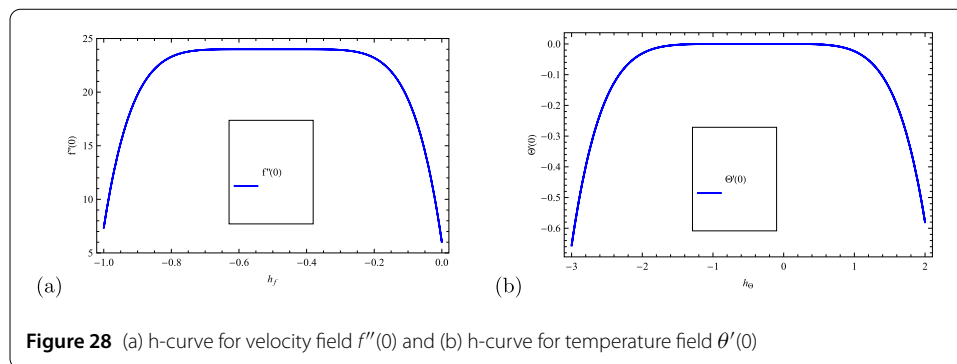 25
20
15
10
5
f''(0)
f''(0)
−1.0 −0.8 −0.6 −0.4 −0.2 0.0
h_f
(a)
0.0
−0.1
−0.2
−0.3
−0.4
−0.5
−0.6
Θ'(0)
Θ'(0)
−3 −2 −1 0 1 2
h_Θ
(b)
Figure 28 (a) h-curve for velocity field f''(0) and (b) h-curve for temperature field θ'(0)